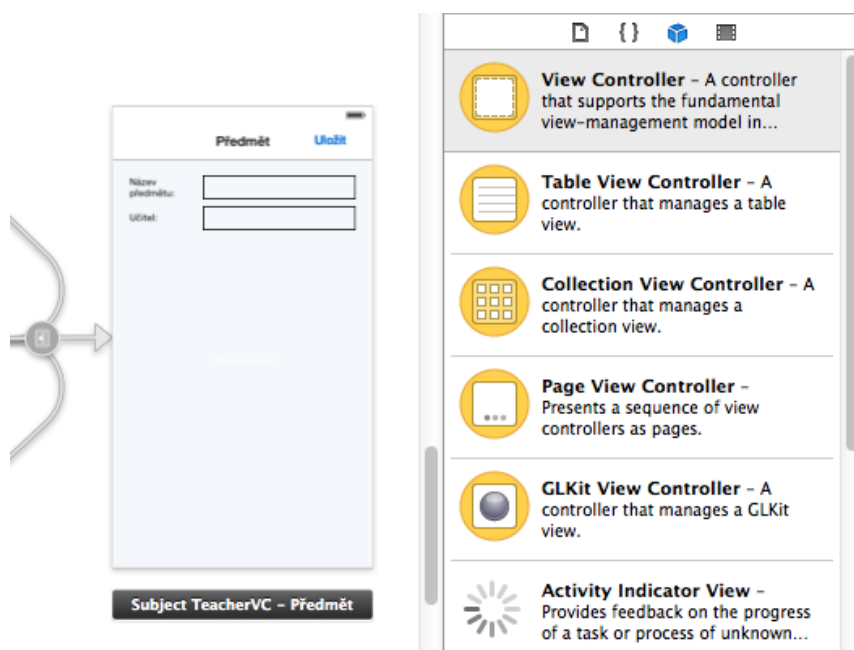 Předmět
Uložit
Název
předmětu:
Učitel:
Subject TeacherVC – Předmět
{ }
View Controller – A controller
that supports the fundamental
view-management model in...
Table View Controller – A
controller that manages a table
view.
Collection View Controller – A
controller that manages a
collection view.
Page View Controller –
Presents a sequence of view
controllers as pages.
GLKit View Controller – A
controller that manages a GLKit
view.
Activity Indicator View –
Provides feedback on the progress
of a task or process of unknown...